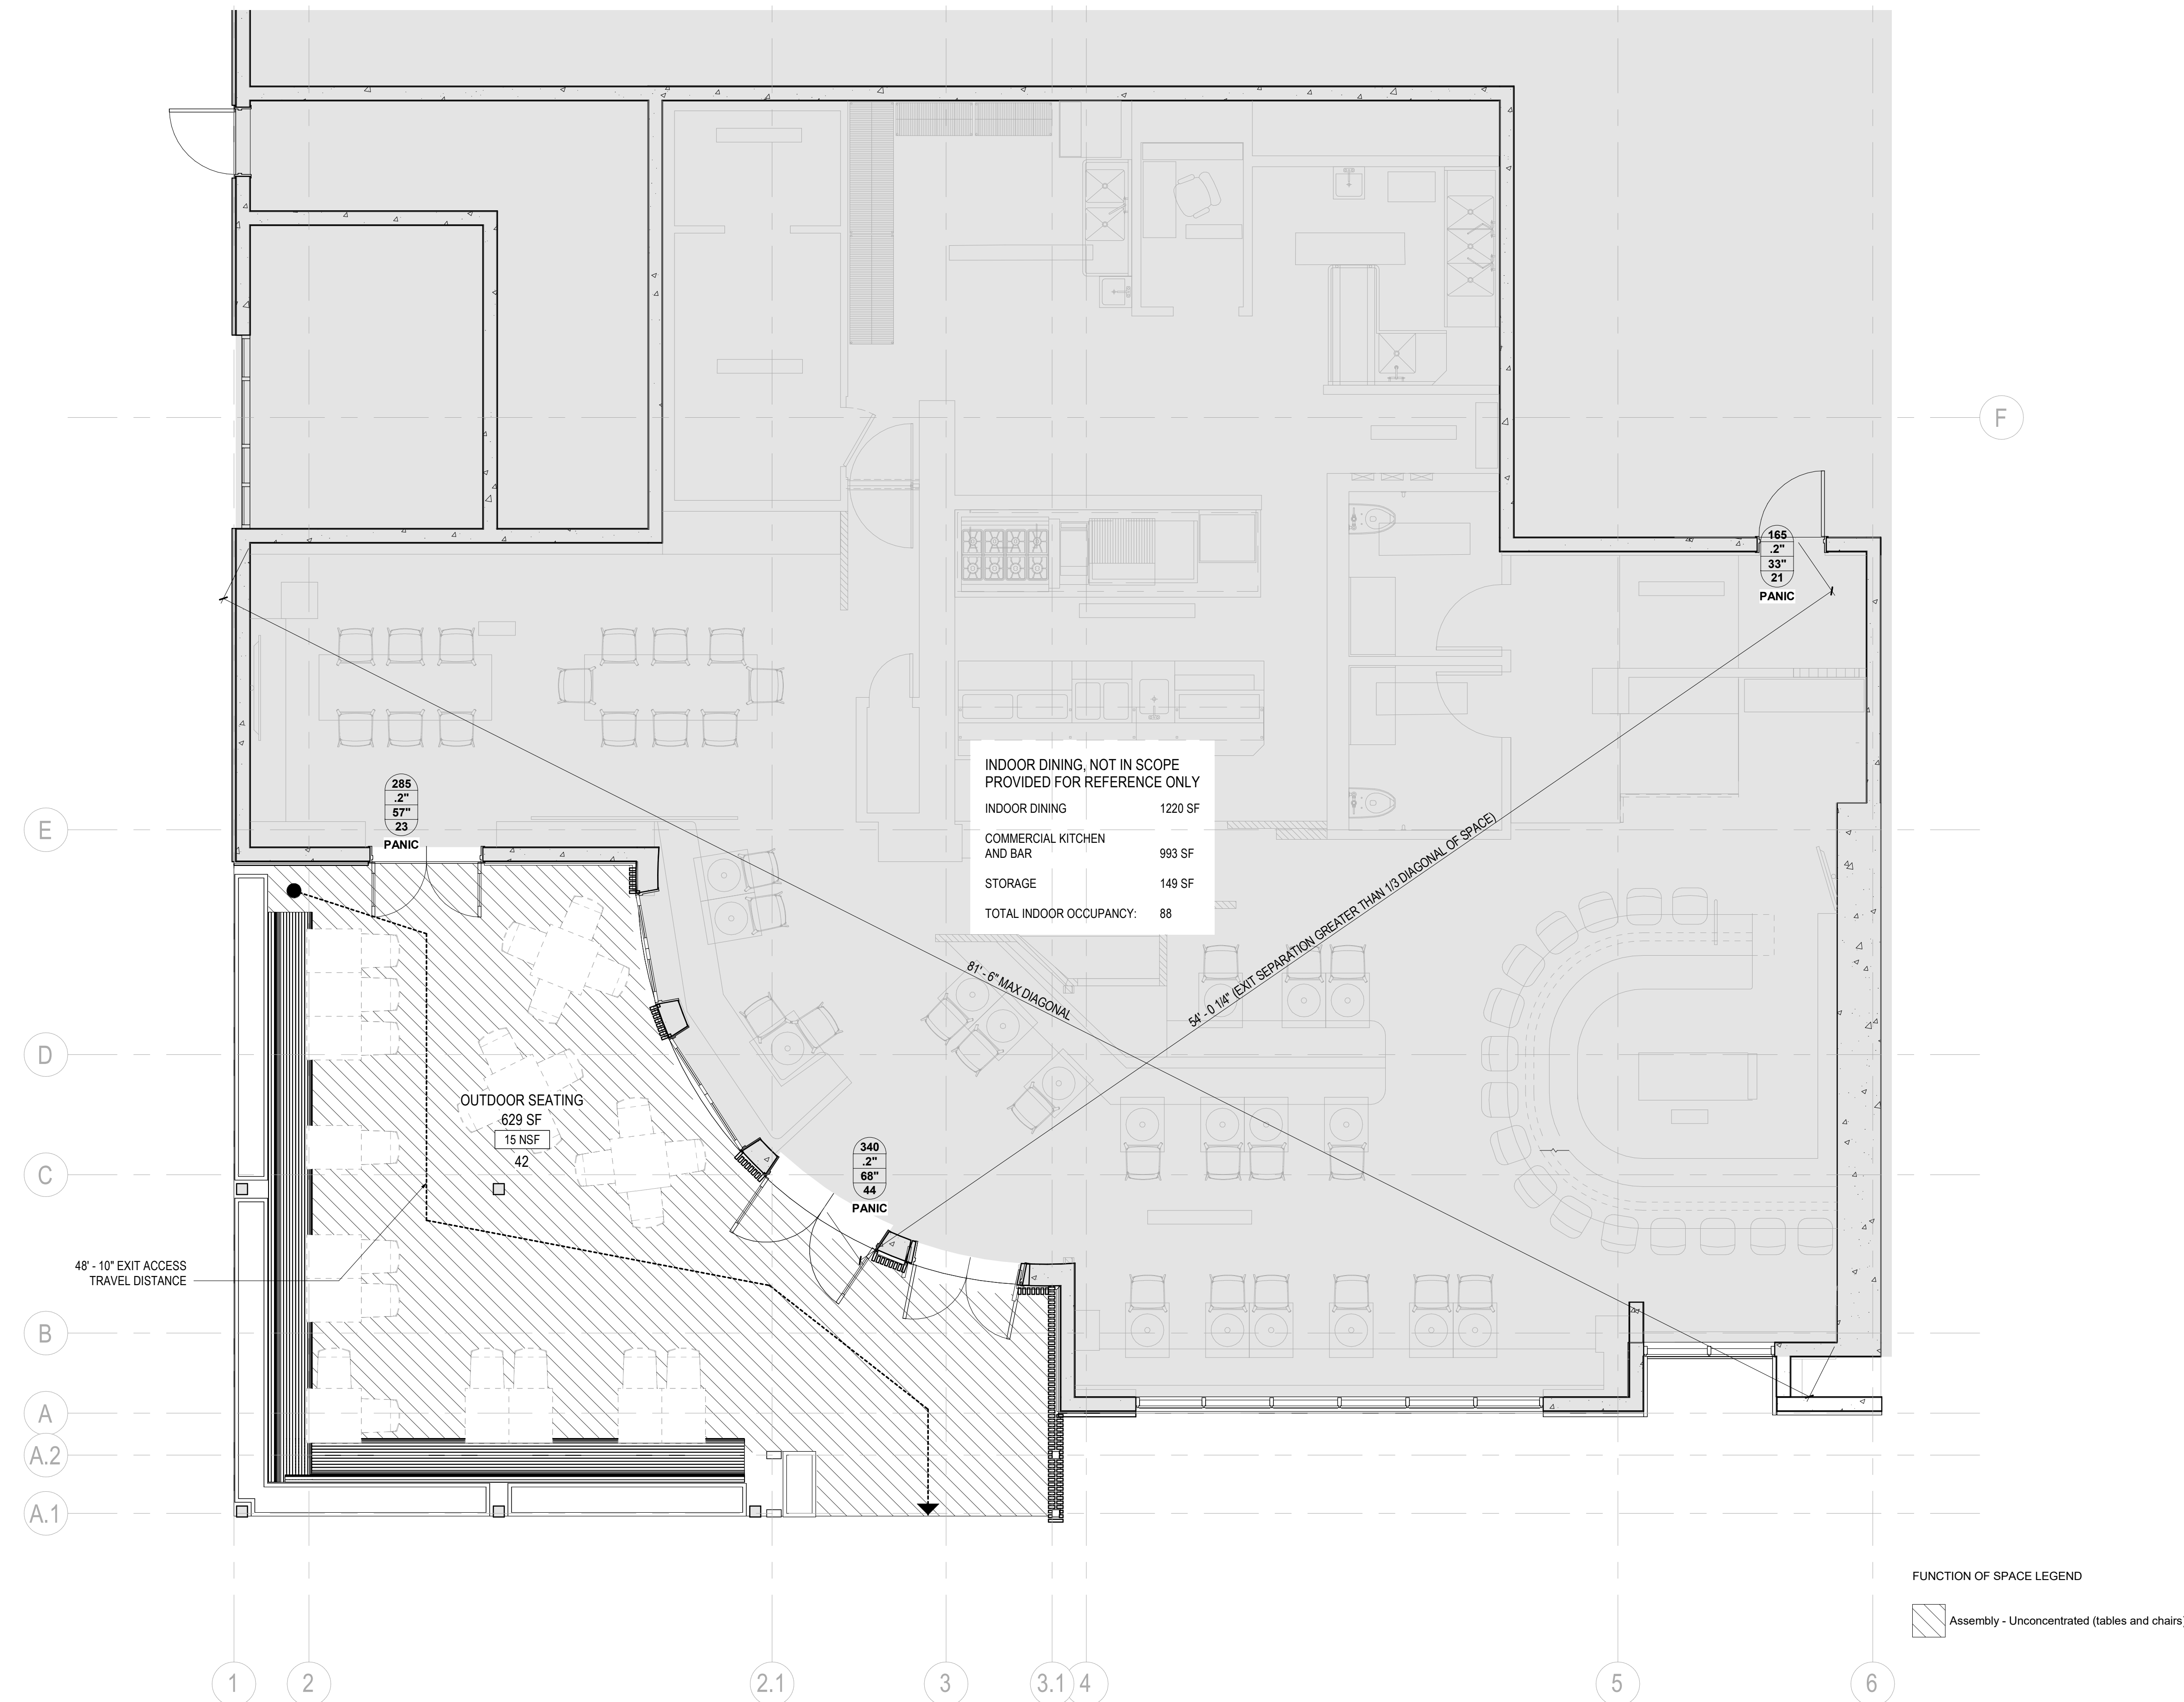 F
165
.2"
33"
21
PANIC
INDOOR DINING, NOT IN SCOPE
PROVIDED FOR REFERENCE ONLY
INDOOR DINING 1220 SF
COMMERCIAL KITCHEN
AND BAR 993 SF
STORAGE 149 SF
TOTAL INDOOR OCCUPANCY: 88
285
.2"
57"
23
PANIC
E
81' - 6" MAX DIAGONAL
54' - 0 1/4" (EXIT SEPARATION GREATER THAN 1/3 DIAGONAL OF SPACE)
D
OUTDOOR SEATING
629 SF
15 NSF
42
340
.2"
68"
44
PANIC
C
48' - 10" EXIT ACCESS
TRAVEL DISTANCE
B
A
A.2
A.1
FUNCTION OF SPACE LEGEND
Assembly - Unconcentrated (tables and chairs)
1
2
2.1
3
3.1
4
5
6